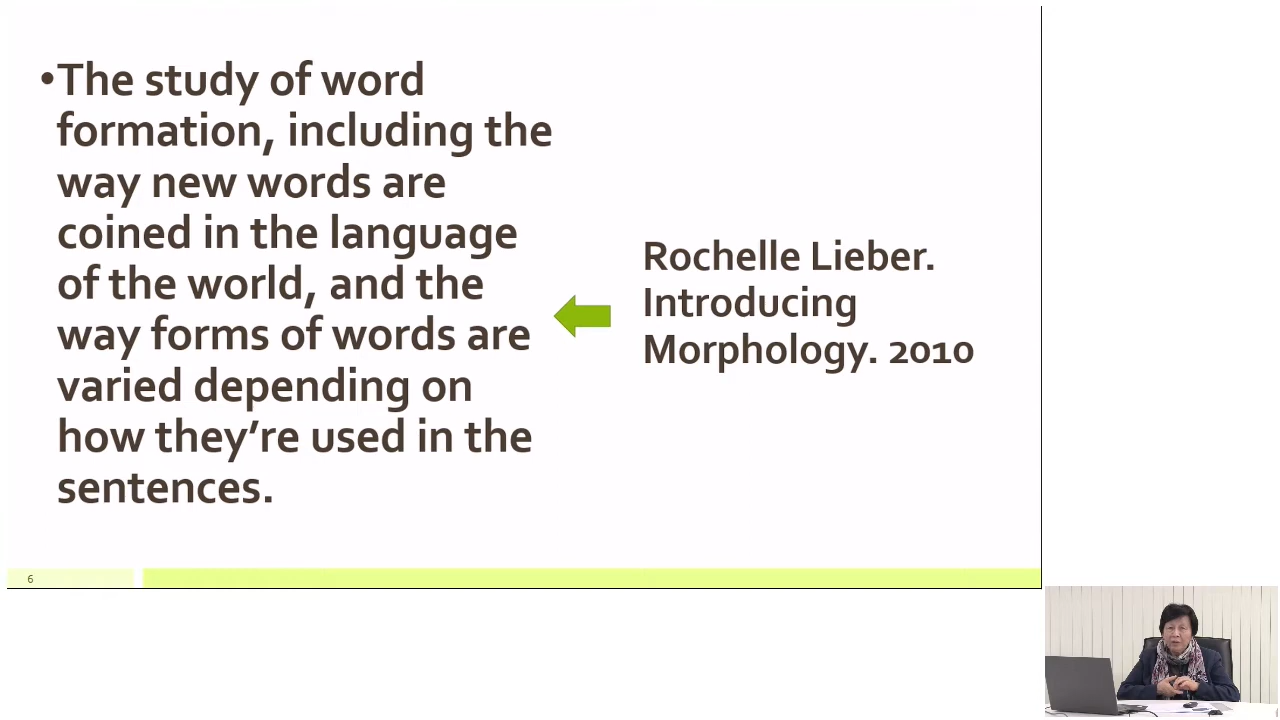 •The study of word
formation, including the
way new words are
coined in the language
of the world, and the
way forms of words are
varied depending on
how they’re used in the
sentences.
Rochelle Lieber.
Introducing
Morphology. 2010
6